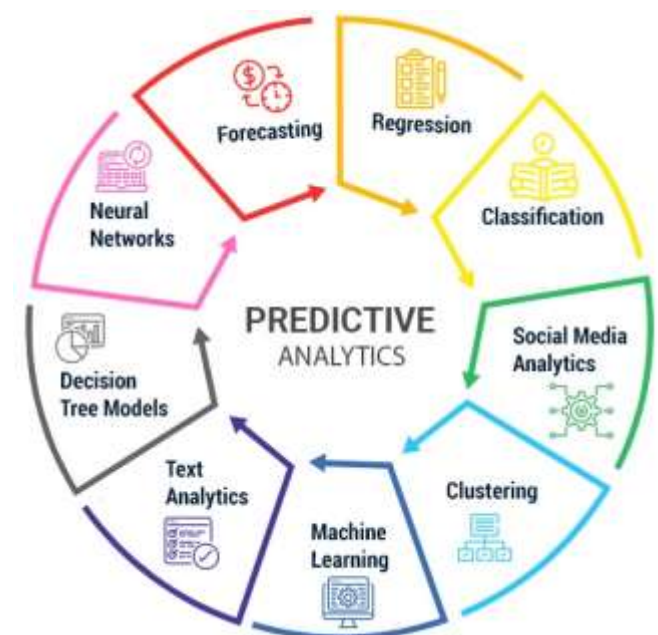 Forecasting
Regression
Classification
Social Media
Analytics
Clustering
Machine
Learning
Text
Analytics
Decision
Tree Models
Neural
Networks
PREDICTIVE
ANALYTICS